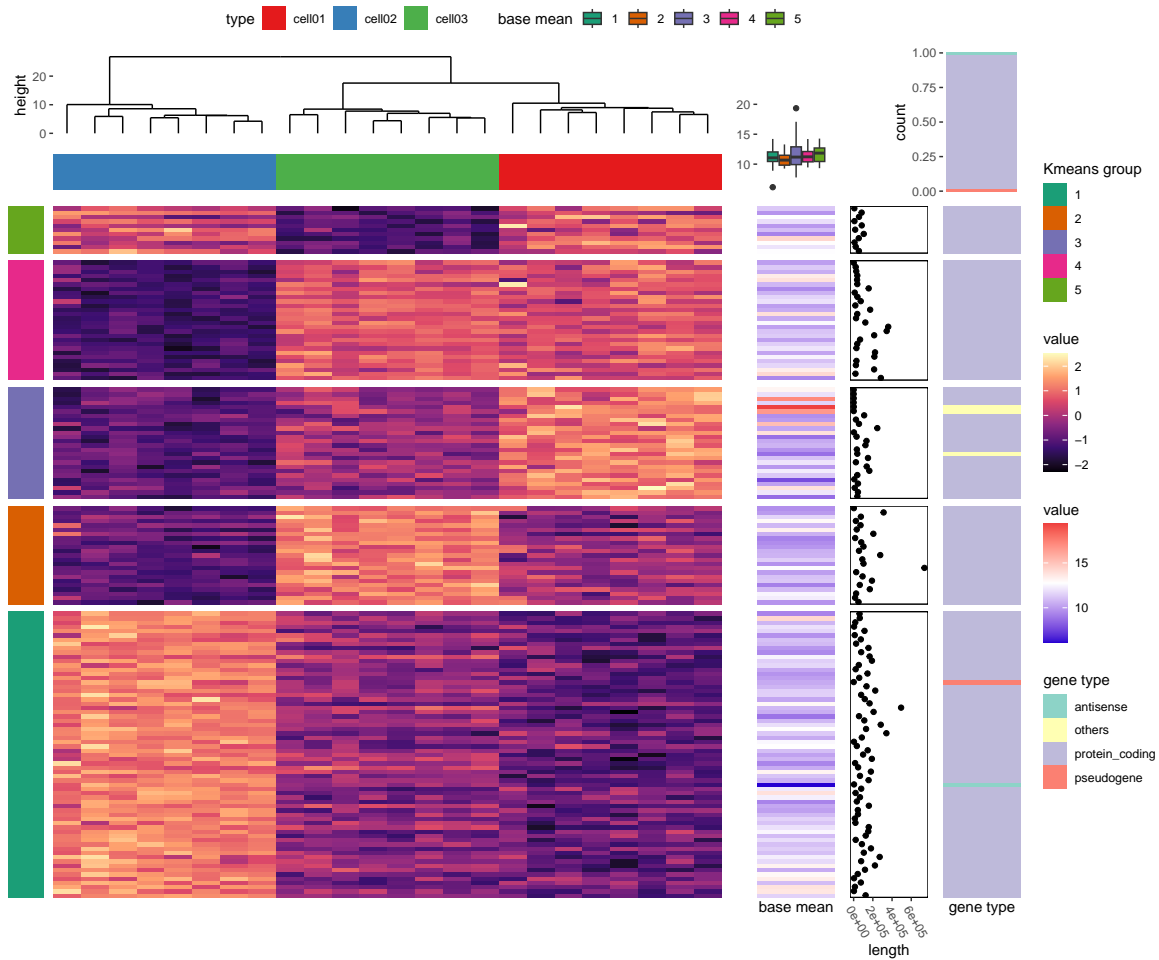 type cell01 cell02 cell03 base mean 1 2 3 4 5
height
20
10
0
20
15
10
count
1.00
0.75
0.50
0.25
0.00
Kmeans group
1
2
3
4
5
value
2
1
0
−1
−2
value
15
10
gene type
antisense
others
protein_coding
pseudogene
base mean
0e+00
2e+05
4e+05
6e+05
length
gene type